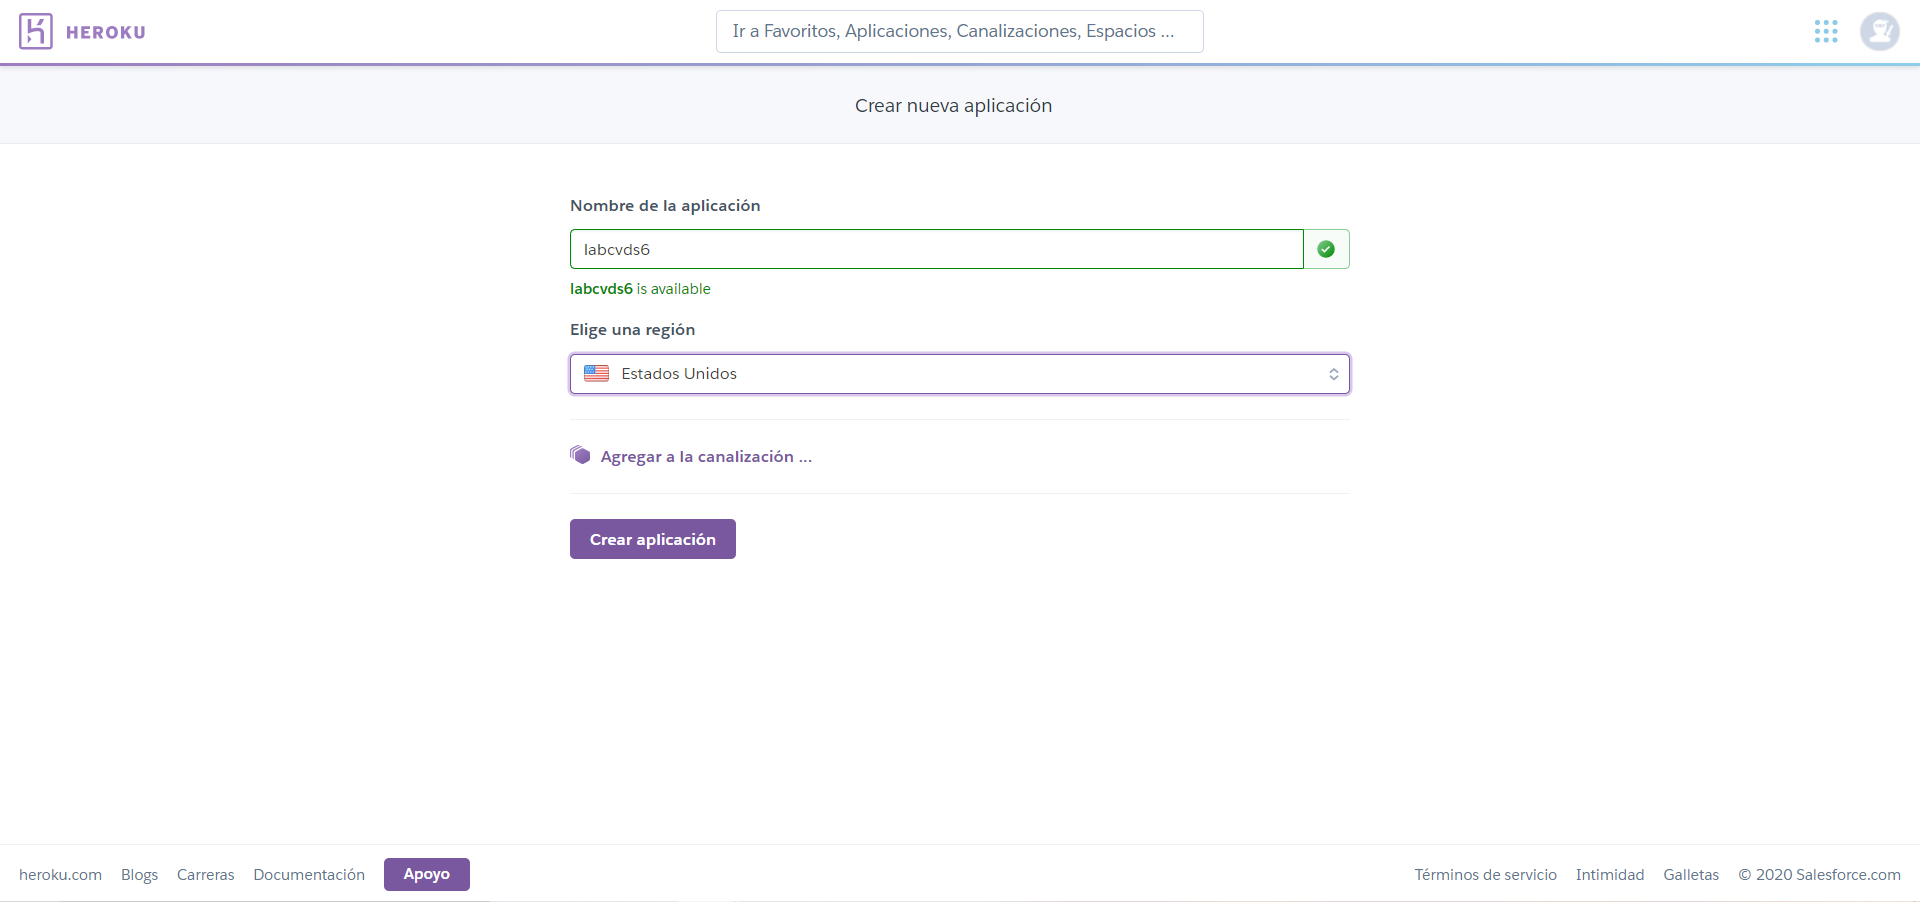 HEROKU
Ir a Favoritos, Aplicaciones, Canalizaciones, Espacios ...
Crear nueva aplicación
Nombre de la aplicación
labcvds6
labcvds6 is available
Elige una región
Estados Unidos
Agregar a la canalización ...
Crear aplicación
heroku.com Blogs Carreras Documentación Apoyo Términos de servicio Intimidad Galletas © 2020 Salesforce.com